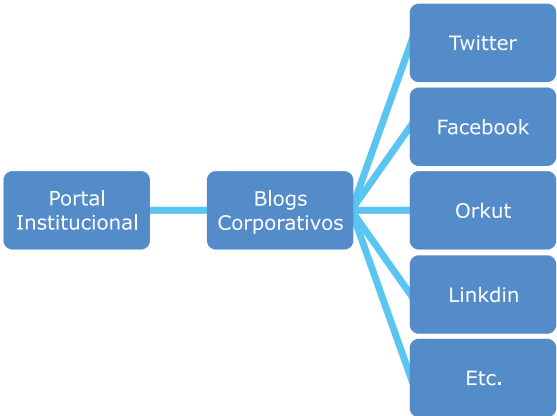 Portal
Institucional
Blogs
Corporativos
Twitter
Facebook
Orkut
Linkdin
Etc.